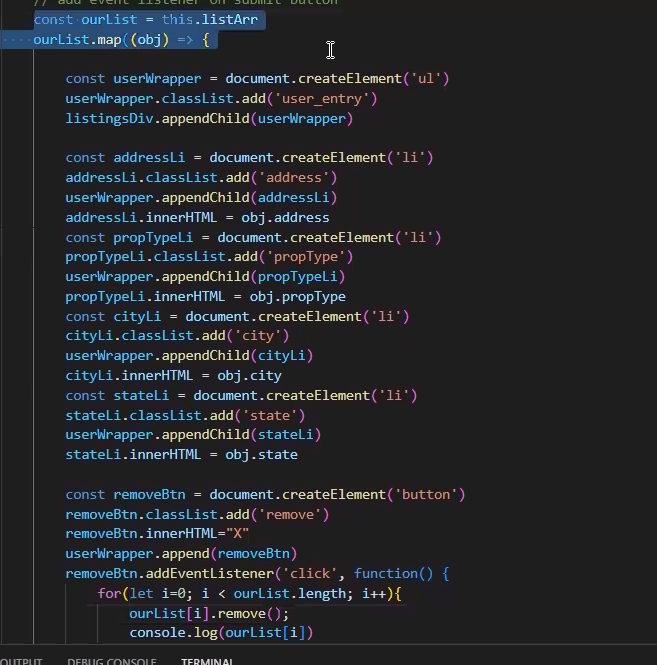 // add event listener on submit button
const ourList = this.listArr
ourList.map((obj) => {
const userWrapper = document.createElement('ul')
userWrapper.classList.add('user_entry')
listingsDiv.appendChild(userWrapper)
const addressLi = document.createElement('li')
addressLi.classList.add('address')
userWrapper.appendChild(addressLi)
addressLi.innerHTML = obj.address
const propTypeLi = document.createElement('li')
propTypeLi.classList.add('propType')
userWrapper.appendChild(propTypeLi)
propTypeLi.innerHTML = obj.propType
const cityLi = document.createElement('li')
cityLi.classList.add('city')
userWrapper.appendChild(cityLi)
cityLi.innerHTML = obj.city
const stateLi = document.createElement('li')
stateLi.classList.add('state')
userWrapper.appendChild(stateLi)
stateLi.innerHTML = obj.state
const removeBtn = document.createElement('button')
removeBtn.classList.add('remove')
removeBtn.innerHTML="X"
userWrapper.append(removeBtn)
removeBtn.addEventListener('click', function() {
for(let i=0; i < ourList.length; i++){
ourList[i].remove();
console.log(ourList[i])
OUTPUT DEBUG CONSOLE TERMINAL